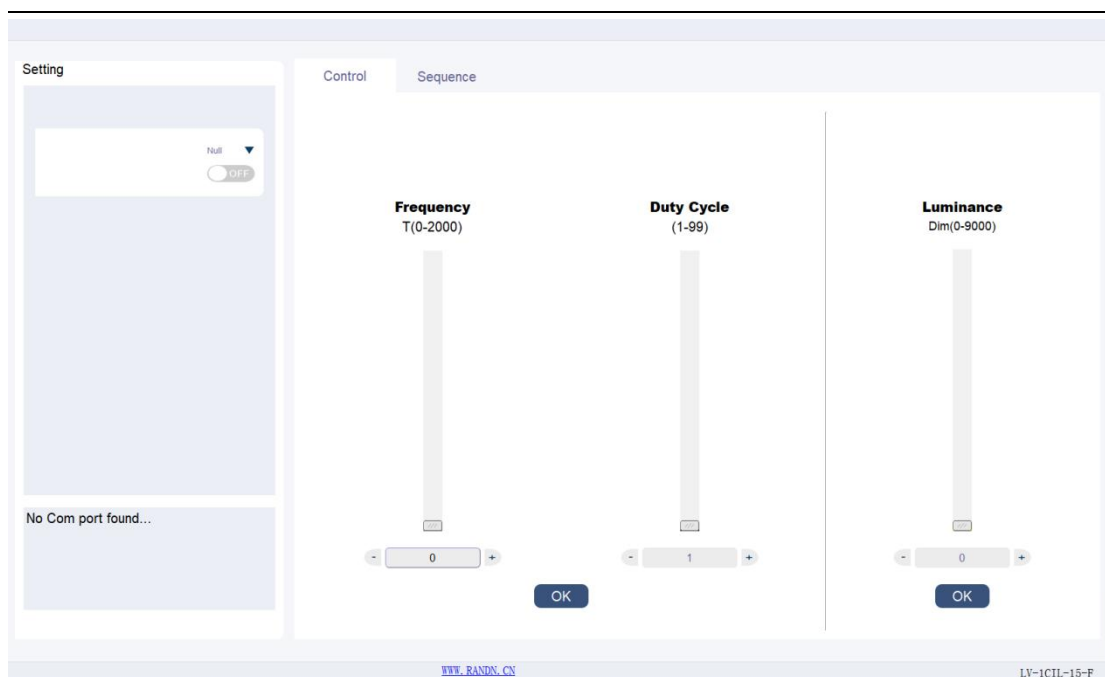 Setting
Control
Sequence
Null
OFF
Frequency
T(0-2000)
Duty Cycle
(1-99)
Luminance
Dim(0-9000)
No Com port found...
- 0 +
- 1 +
- 0 +
OK
OK
WWW. RANDN. CN
LV-1CIL-15-F